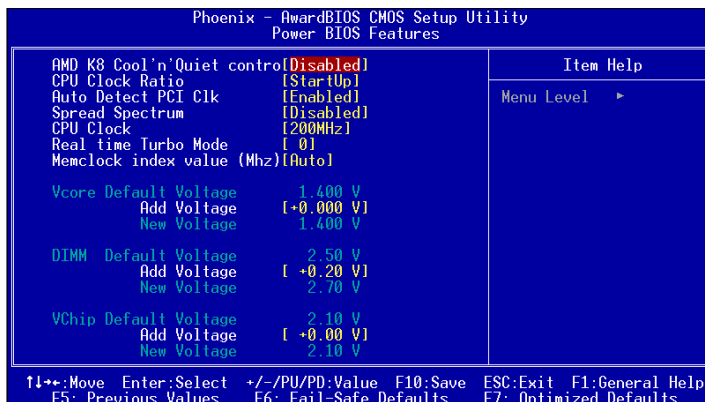 Phoenix - AwardBIOS CMOS Setup Utility
Power BIOS Features
AMD K8 Cool'n'Quiet contro[Disabled]
CPU Clock Ratio [StartUp]
Auto Detect PCI Clk [Enabled]
Spread Spectrum [Disabled]
CPU Clock [200MHz]
Real time Turbo Mode [ 0]
Memclock index value (Mhz)[Auto]
Vcore Default Voltage 1.400 V
Add Voltage [+0.000 V]
New Voltage 1.400 V
DIMM Default Voltage 2.50 V
Add Voltage [ +0.20 V]
New Voltage 2.70 V
VChip Default Voltage 2.10 V
Add Voltage [ +0.00 V]
New Voltage 2.10 V
Item Help
Menu Level ►
↑↓→←:Move Enter:Select +/-/PU/PD:Value F10:Save ESC:Exit F1:General Help
F5: Previous Values F6: Fail-Safe Defaults F7: Optimized Defaults